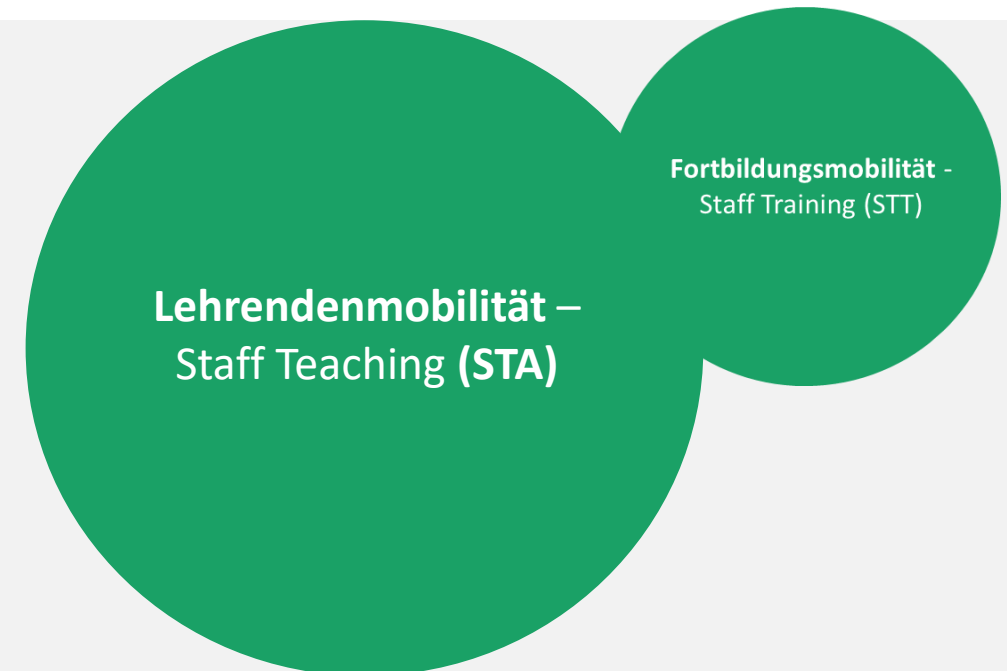 Lehrendenmobilität –
Staff Teaching (STA)
Fortbildungsmobilität -
Staff Training (STT)